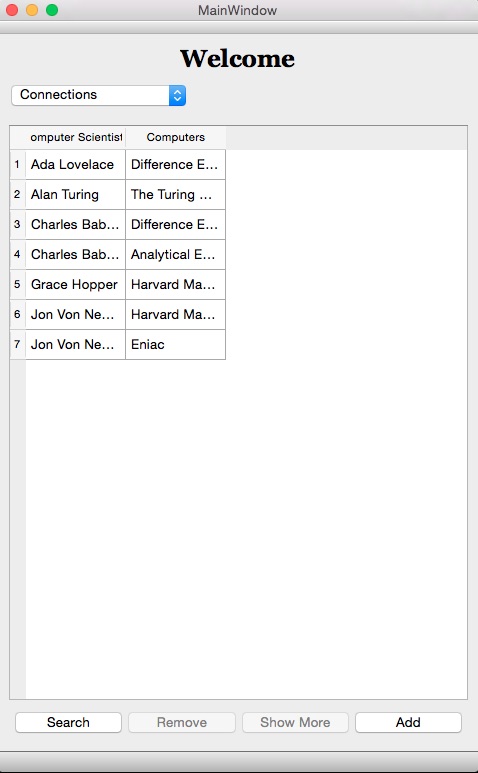 MainWindow
Welcome
Connections
omputer Scientist Computers
1 Ada Lovelace Difference E...
2 Alan Turing The Turing ...
3 Charles Bab... Difference E...
4 Charles Bab... Analytical E...
5 Grace Hopper Harvard Ma...
6 Jon Von Ne... Harvard Ma...
7 Jon Von Ne... Eniac
Search Remove Show More Add